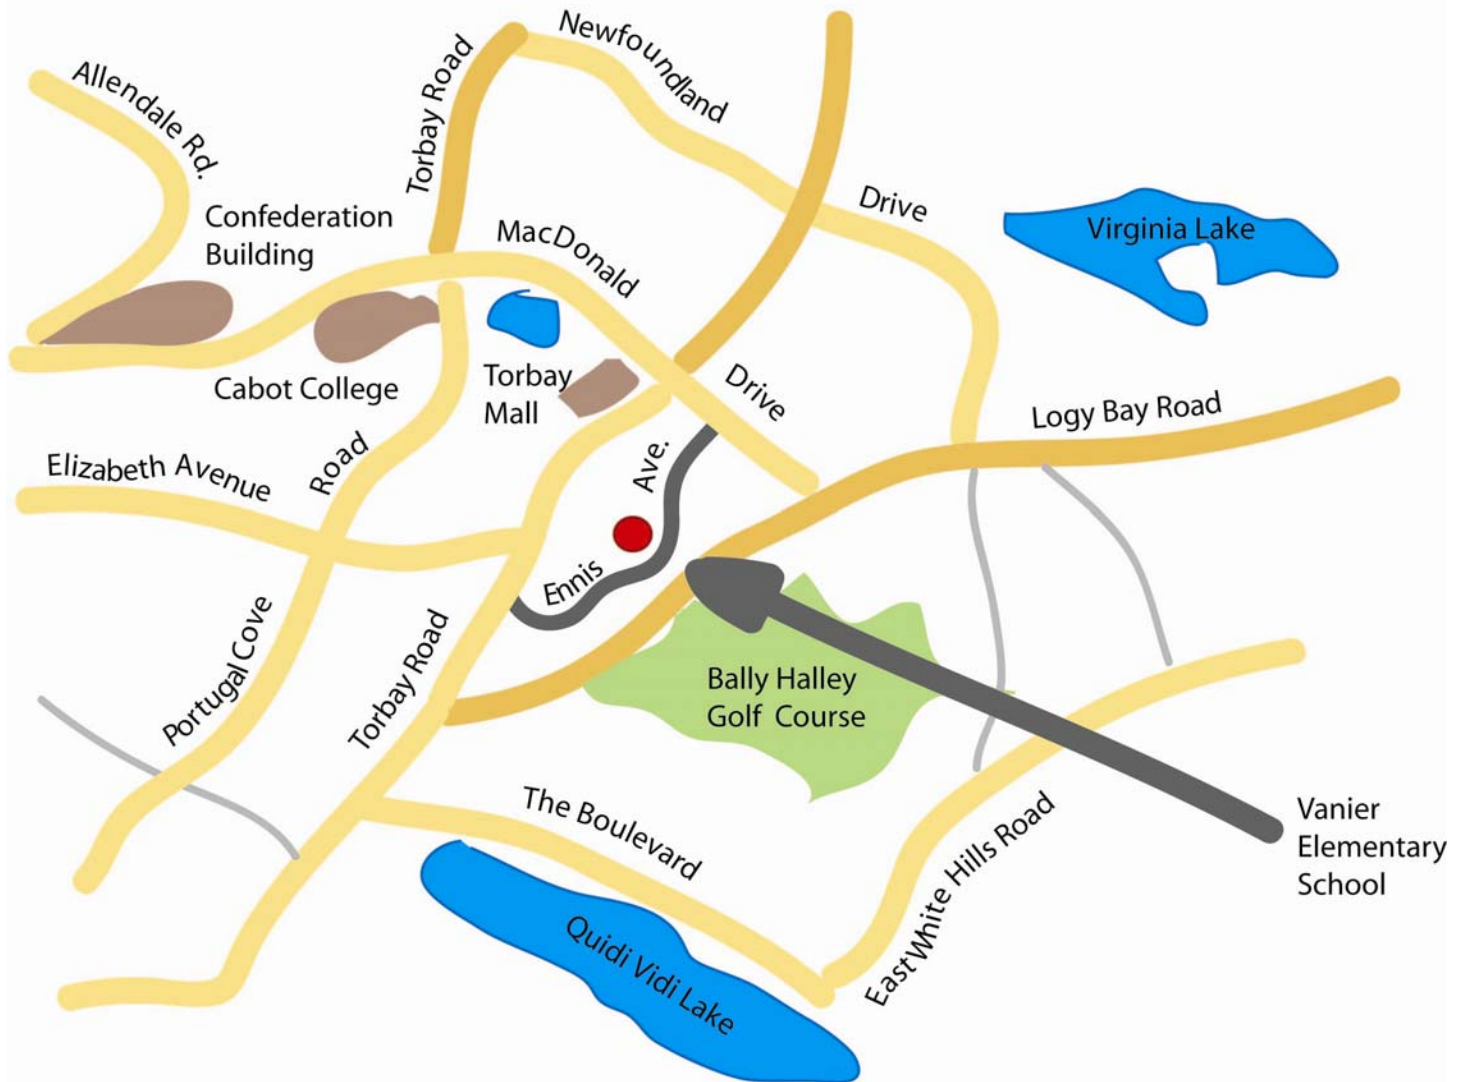 Allendale Rd.
Torbay Road
Newfoundland
Drive
Confederation
Building
MacDonald
Drive
Virginia Lake
Cabot College
Torbay
Mall
Logy Bay Road
Elizabeth Avenue
Road
Ave.
Ennis
Portugal Cove
Torbay Road
Bally Halley
Golf Course
The Boulevard
East White Hills Road
Vanier
Elementary
School
Quidi Vidi Lake